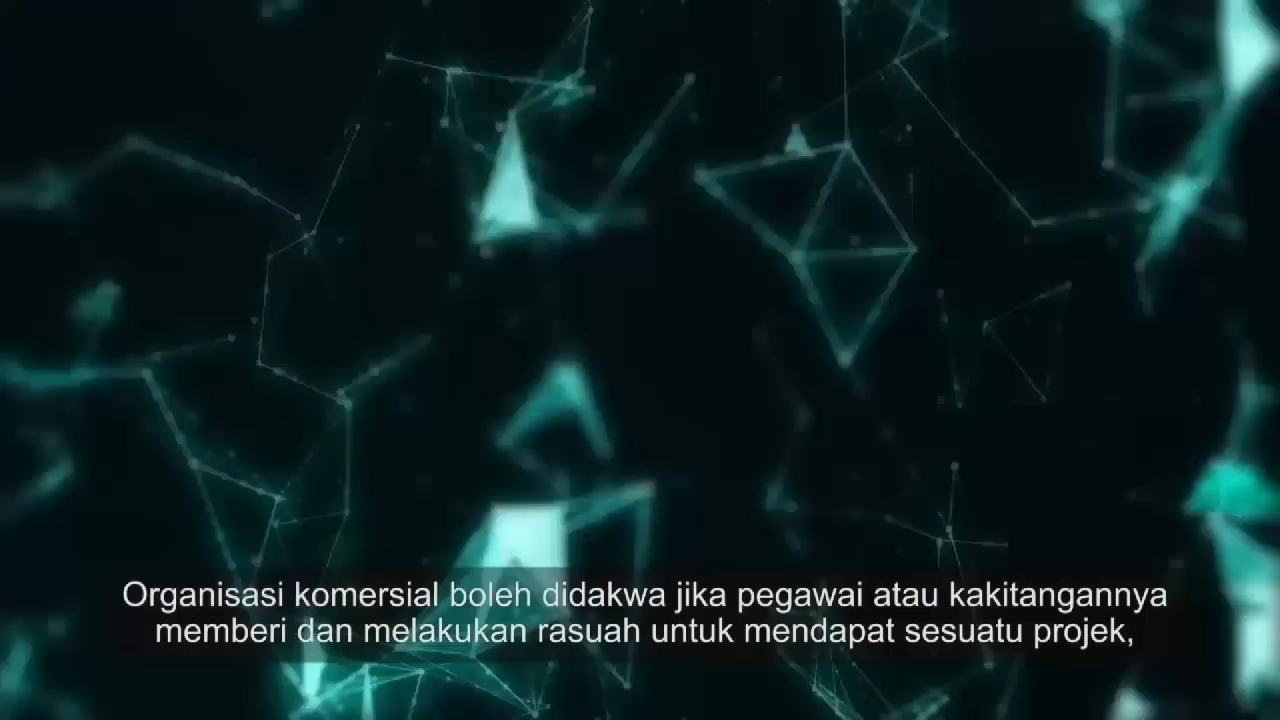 Organisasi komersial boleh didakwa jika pegawai atau kakitangannya
memberi dan melakukan rasuah untuk mendapat sesuatu projek,